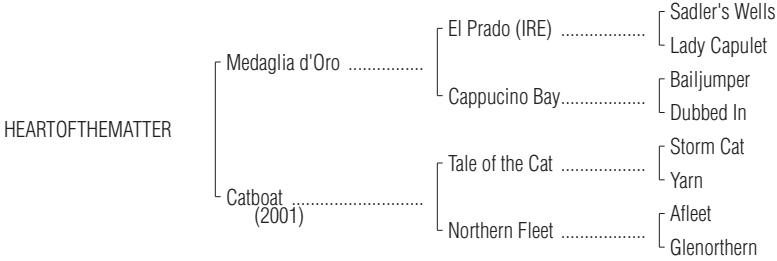 Sadler's Wells
El Prado (IRE) ..................
Lady Capulet
Medaglia d'Oro ................
Bailjumper
Cappucino Bay..................
Dubbed In
HEARTOFTHEMATTER
Storm Cat
Tale of the Cat ..................
Yarn
Catboat ............................
(2001)
Afleet
Northern Fleet ..................
Glenorthern